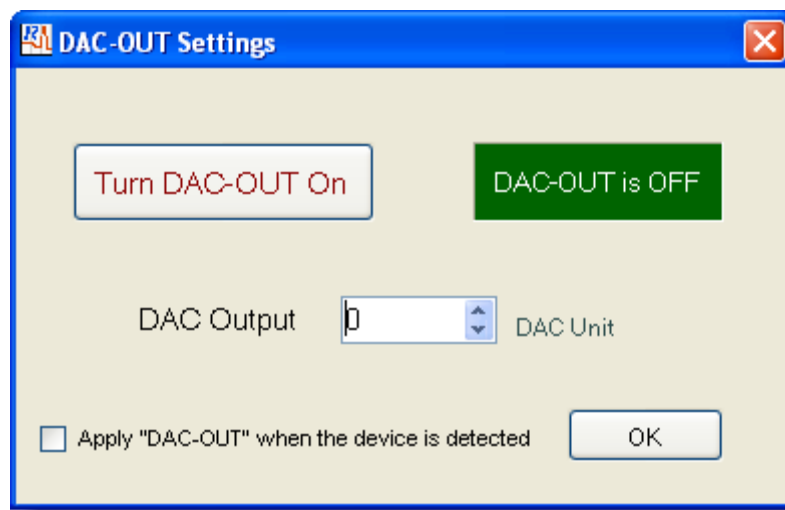 DAC-OUT Settings
Turn DAC-OUT On
DAC-OUT is OFF
DAC Output
0
DAC Unit
Apply "DAC-OUT" when the device is detected
OK